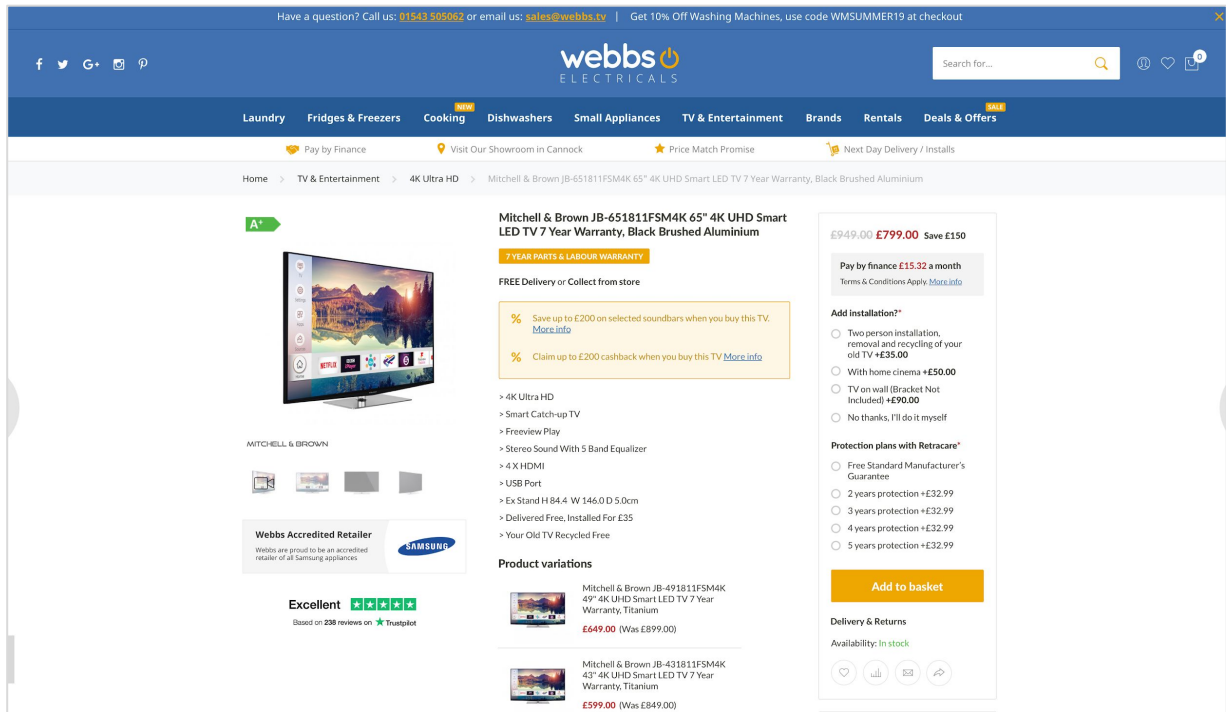 Have a question? Call us: 01543 505062 or email us: sales@webbs.tv | Get 10% Off Washing Machines, use code WMSUMMER19 at checkout
webbs
ELECTRICALS
Search for...
0
NEW
SALE
Laundry Fridges & Freezers Cooking Dishwashers Small Appliances TV & Entertainment Brands Rentals Deals & Offers
Pay by Finance Visit Our Showroom in Cannock Price Match Promise Next Day Delivery / Installs
Home > TV & Entertainment > 4K Ultra HD > Mitchell & Brown JB-651811FSM4K 65" 4K UHD Smart LED TV 7 Year Warranty, Black Brushed Aluminium
A+
NETFLIX
MITCHELL & BROWN
Webbs Accredited Retailer
Webbs are proud to be an accredited
retailer of all Samsung appliances
SAMSUNG
Excellent
Based on 238 reviews on Trustpilot
Mitchell & Brown JB-651811FSM4K 65" 4K UHD Smart
LED TV 7 Year Warranty, Black Brushed Aluminium
7 YEAR PARTS & LABOUR WARRANTY
FREE Delivery or Collect from store
% Save up to £200 on selected soundbars when you buy this TV.
More info
% Claim up to £200 cashback when you buy this TV More info
> 4K Ultra HD
> Smart Catch-up TV
> Freeview Play
> Stereo Sound With 5 Band Equalizer
> 4 X HDMI
> USB Port
> Ex Stand H 84.4 W 146.0 D 5.0cm
> Delivered Free, Installed For £35
> Your Old TV Recycled Free
Product variations
Mitchell & Brown JB-491811FSM4K
49" 4K UHD Smart LED TV 7 Year
Warranty, Titanium
£649.00 (Was £899.00)
Mitchell & Brown JB-431811FSM4K
43" 4K UHD Smart LED TV 7 Year
Warranty, Titanium
£599.00 (Was £849.00)
£949.00 £799.00 Save £150
Pay by finance £15.32 a month
Terms & Conditions Apply. More info
Add installation?*
Two person installation,
removal and recycling of your
old TV +£35.00
With home cinema +£50.00
TV on wall (Bracket Not
Included) +£90.00
No thanks, I'll do it myself
Protection plans with Retracare*
Free Standard Manufacturer's
Guarantee
2 years protection +£32.99
3 years protection +£32.99
4 years protection +£32.99
5 years protection +£32.99
Add to basket
Delivery & Returns
Availability: In stock